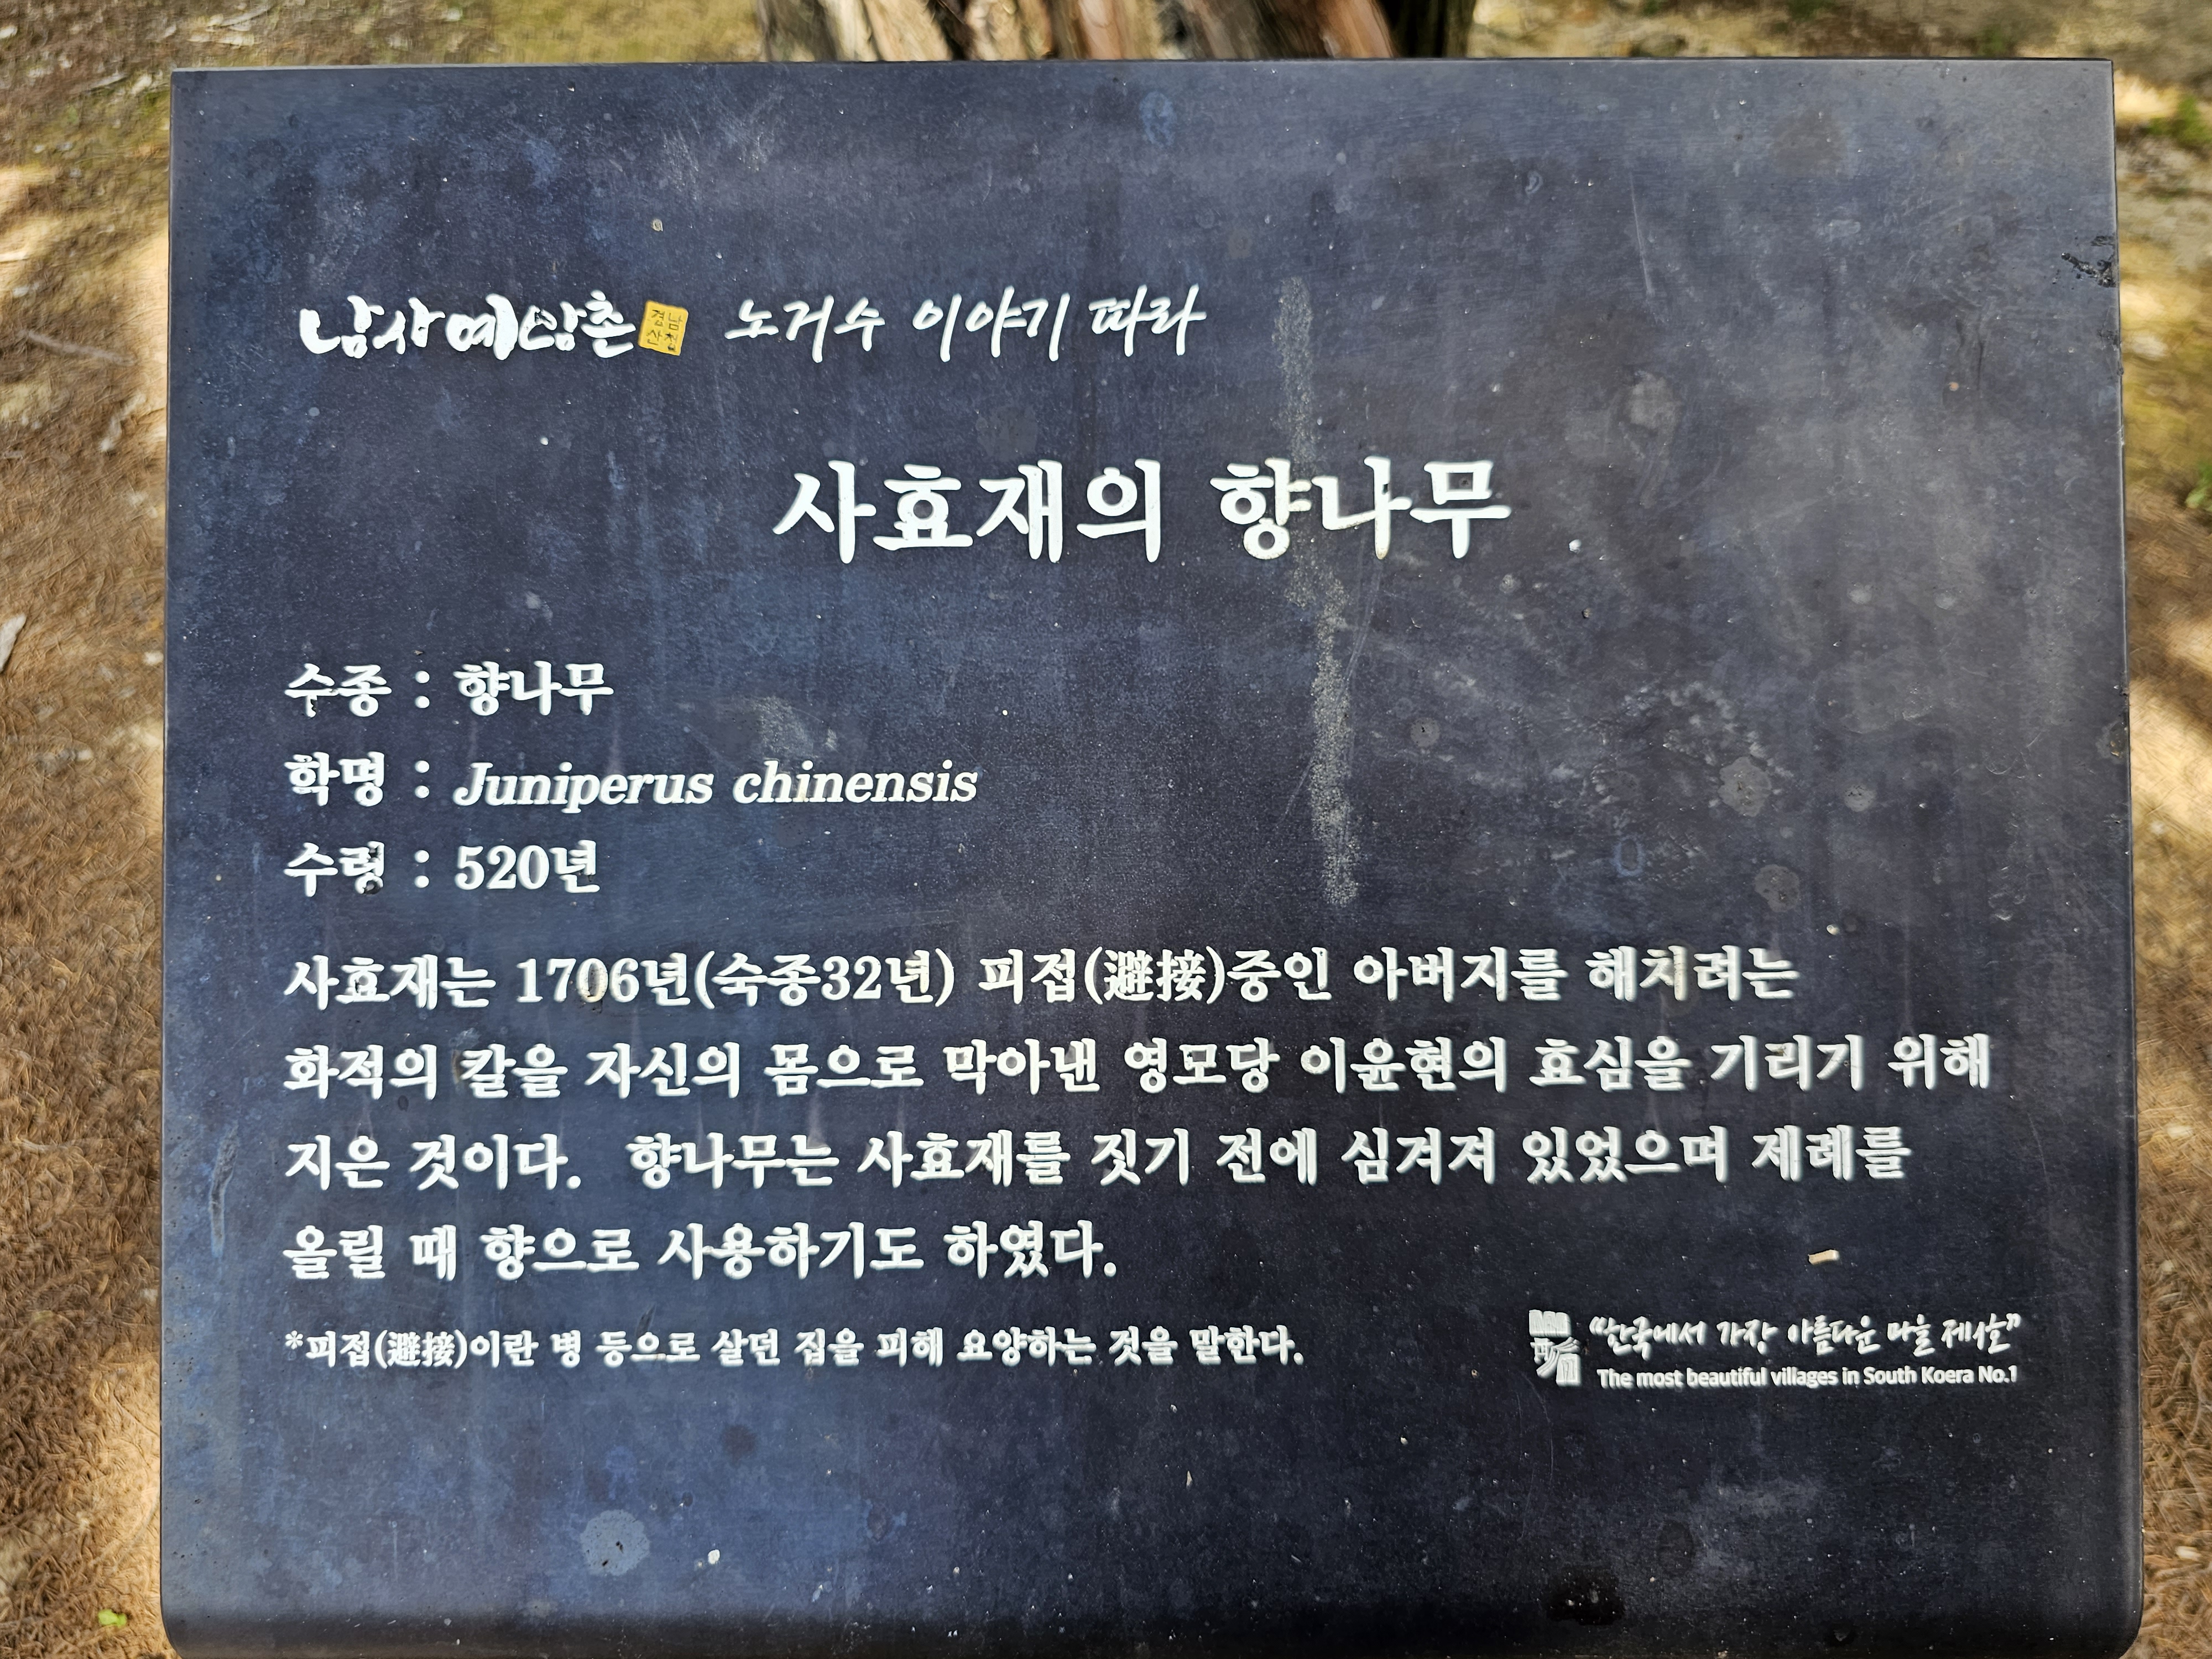 남사예담촌 경남 산청 노거수 이야기 따라
사효재의 향나무
수종 : 향나무
학명 : Juniperus chinensis
수령 : 520년
사효재는 1706년(숙종32년) 피접(避接)중인 아버지를 해치려는
화적의 칼을 자신의 몸으로 막아낸 영모당 이윤현의 효심을 기리기 위해
지은 것이다. 향나무는 사효재를 짓기 전에 심겨져 있었으며 제례를
올릴 때 향으로 사용하기도 하였다.
*피접(避接)이란 병 등으로 살던 집을 피해 요양하는 것을 말한다.
"한국에서 가장 아름다운 마을 제1호"
The most beautiful villages in South Koera No.1